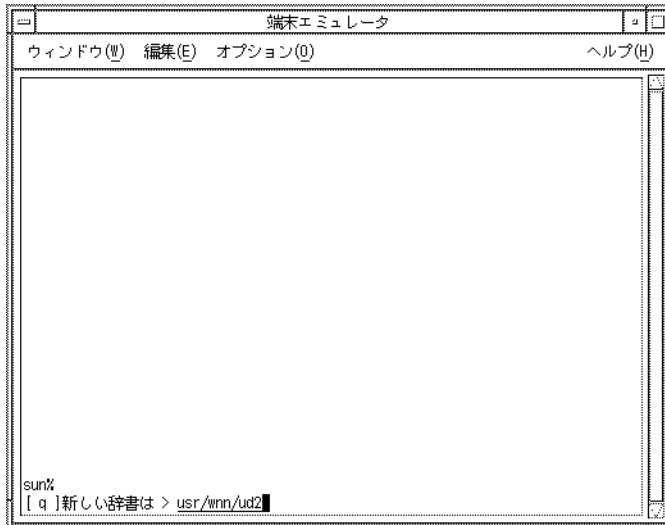 端末エミュレータ
ウィンドウ(W) 編集(E) オプション(O) ヘルプ(H)
sun%
[ q ]新しい辞書は > usr/wnn/ud2